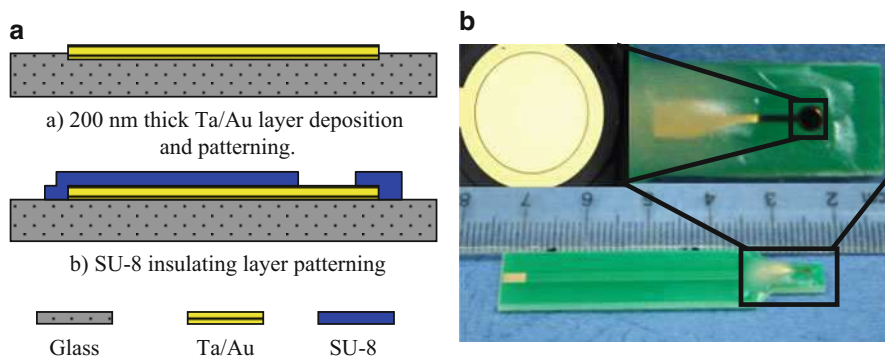 a
a) 200 nm thick Ta/Au layer deposition
and patterning.
b) SU-8 insulating layer patterning
Glass Ta/Au SU-8
b
8 7 6 5 4 3 2